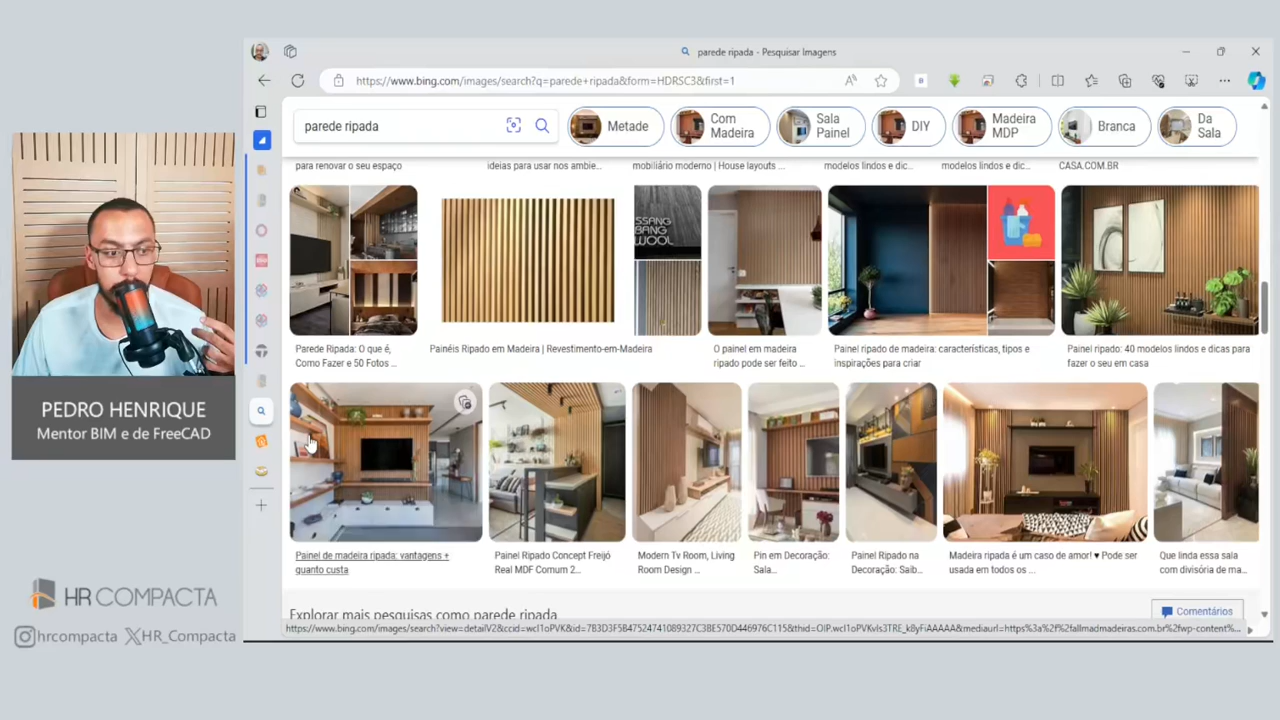 parede ripada - Pesquisar Imagens
https://www.bing.com/images/search?q=parede+ripada&form=HDRSC3&first=1
parede ripada
Metade
Com
Madeira
Sala
Painel
DIY
Madeira
MDP
Branca
Da
Sala
para renovar o seu espaço
ideias para usar nos ambie...
mobiliário moderno | House layouts ...
modelos lindos e dic...
modelos lindos e dic...
CASA.COM.BR
SSANG
BANG
WOOL
Parede Ripada: O que é,
Como Fazer e 50 Fotos ...
Painéis Ripado em Madeira | Revestimento-em-Madeira
O painel em madeira
ripado pode ser feito ...
Painel ripado de madeira: características, tipos e
inspirações para criar
Painel ripado: 40 modelos lindos e dicas para
fazer o seu em casa
PEDRO HENRIQUE
Mentor BIM e de FreeCAD
Painel de madeira ripada: vantagens +
quanto custa
Painel Ripado Concept Freijó
Real MDF Comum 2...
Modern Tv Room, Living
Room Design ...
Pin em Decoração:
Sala...
Painel Ripado na
Decoração: Saib...
Madeira ripada é um caso de amor! ♥ Pode ser
usada em todos os ...
Que linda essa sala
com divisória de ma...
Explorar mais pesquisas como parede ripada
Comentários
HR COMPACTA
hrcompacta
HR_Compacta